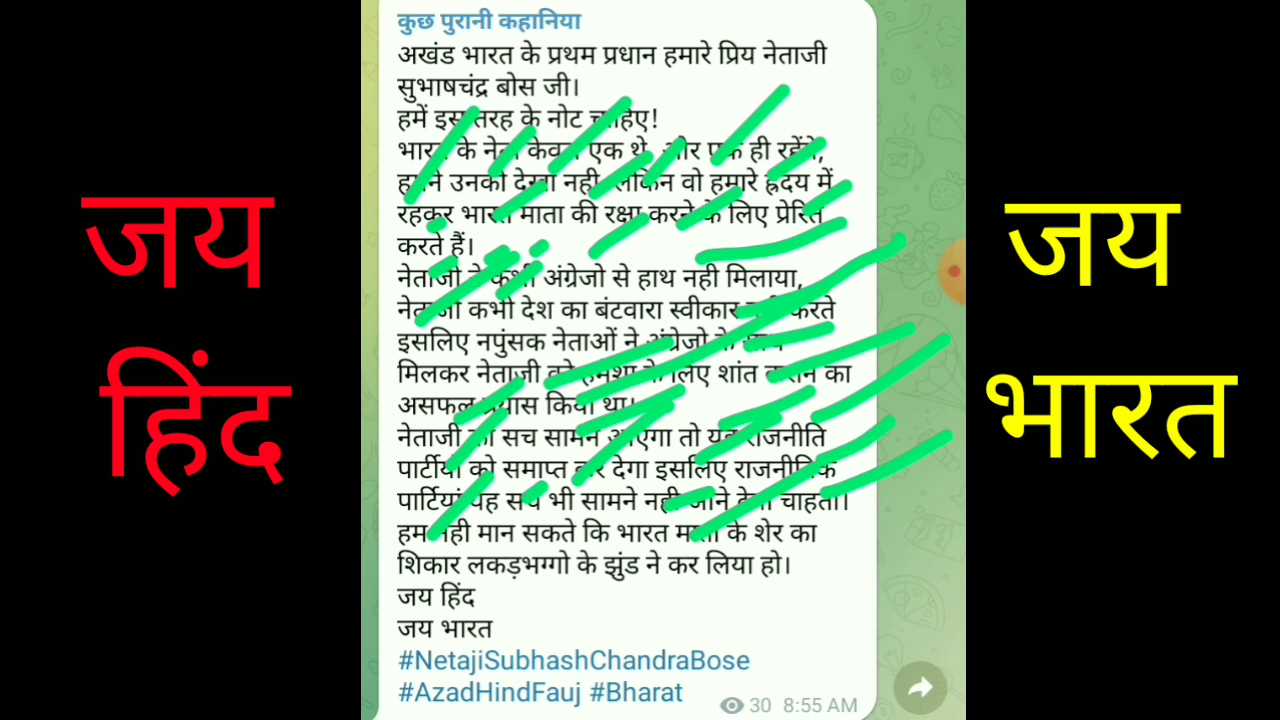 जय
हिंद
कुछ पुरानी कहानिया
अखंड भारत के प्रथम प्रधान हमारे प्रिय नेताजी
सुभाषचंद्र बोस जी।
हमें इस तरह के नोट चाहिए!
भारत के नेता केवल एक थे, और एक ही रहेंगे,
हमने उनको देखा नही, लेकिन वो हमारे ह्रदय में
रहकर भारत माता की रक्षा करने के लिए प्रेरित
करते हैं।
नेताजी ने कभी अंग्रेजो से हाथ नही मिलाया,
नेताजी कभी देश का बंटवारा स्वीकार नही करते
इसलिए नपुंसक नेताओं ने अंग्रेजो के साथ
मिलकर नेताजी को हमेशा के लिए शांत कराने का
असफल प्रयास किया था।
नेताजी का सच सामने आएगा तो यह राजनीति
पार्टीयों को समाप्त कर देगा इसलिए राजनीतिक
पार्टियां यह सच भी सामने नही आने देना चाहती।
हम नही मान सकते कि भारत माता के शेर का
शिकार लकड़भग्गो के झुंड ने कर लिया हो।
जय हिंद
जय भारत
#NetajiSubhashChandraBose
#AzadHindFauj #Bharat
30 8:55 AM
जय
भारत